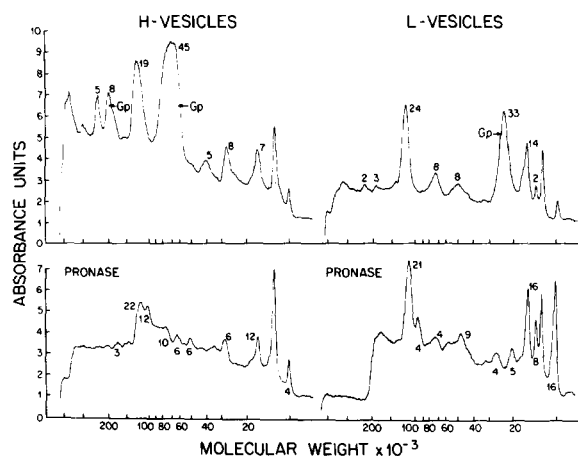 H-VESICLES L-VESICLES
ABSORBANCE UNITS
10
9
8
7
6
5
4
3
2
1
0
5 8 Gp 19 45 Gp 5 8 7
2 3 24 8 8 Gp 33 14 2
7
6
5
4
3
2
1
0
PRONASE
3 22 12 10 6 6 6 12 4
PRONASE
21 4 4 9 4 5 16 8 16
200 100 80 60 40 20
200 100 80 60 40 20
MOLECULAR WEIGHT x10⁻³